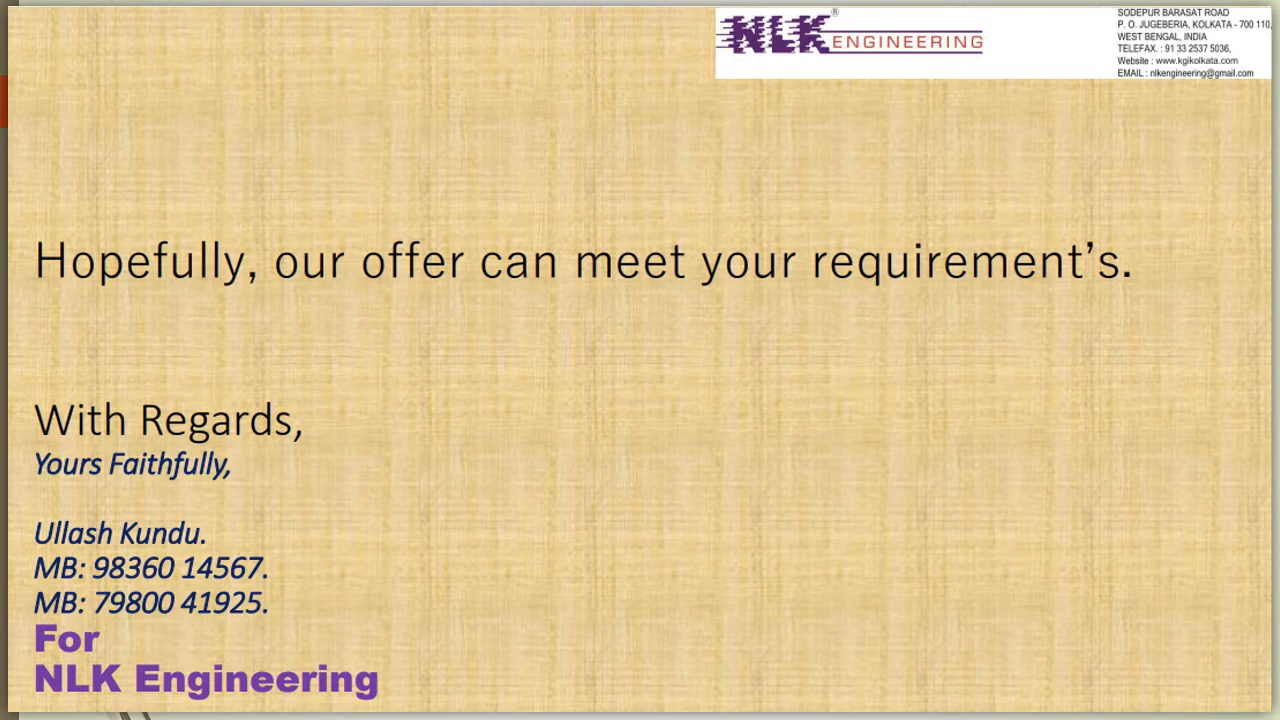 NLK® ENGINEERING
SODEPUR BARASAT ROAD
P. O. JUGEBERIA, KOLKATA - 700 110,
WEST BENGAL, INDIA
TELEFAX. : 91 33 2537 5036,
Website : www.kgikolkata.com
EMAIL : nlkengineering@gmail.com
Hopefully, our offer can meet your requirement’s.
With Regards,
Yours Faithfully,
Ullash Kundu.
MB: 98360 14567.
MB: 79800 41925.
For
NLK Engineering